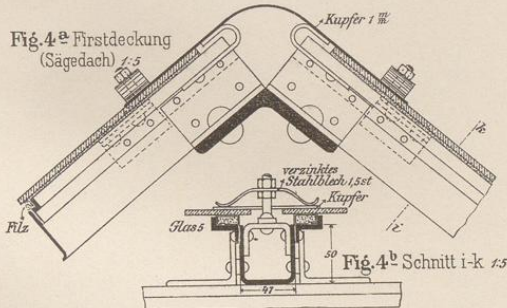 Fig. 4ª Firstdeckung
(Sägedach) 1:5
Kupfer 1 m/m
Filz
verzinktes
Stahlblech 1,5 st
Kupfer
Glas 5
50
47
k
i
Fig. 4ᵇ Schnitt i-k 1:5